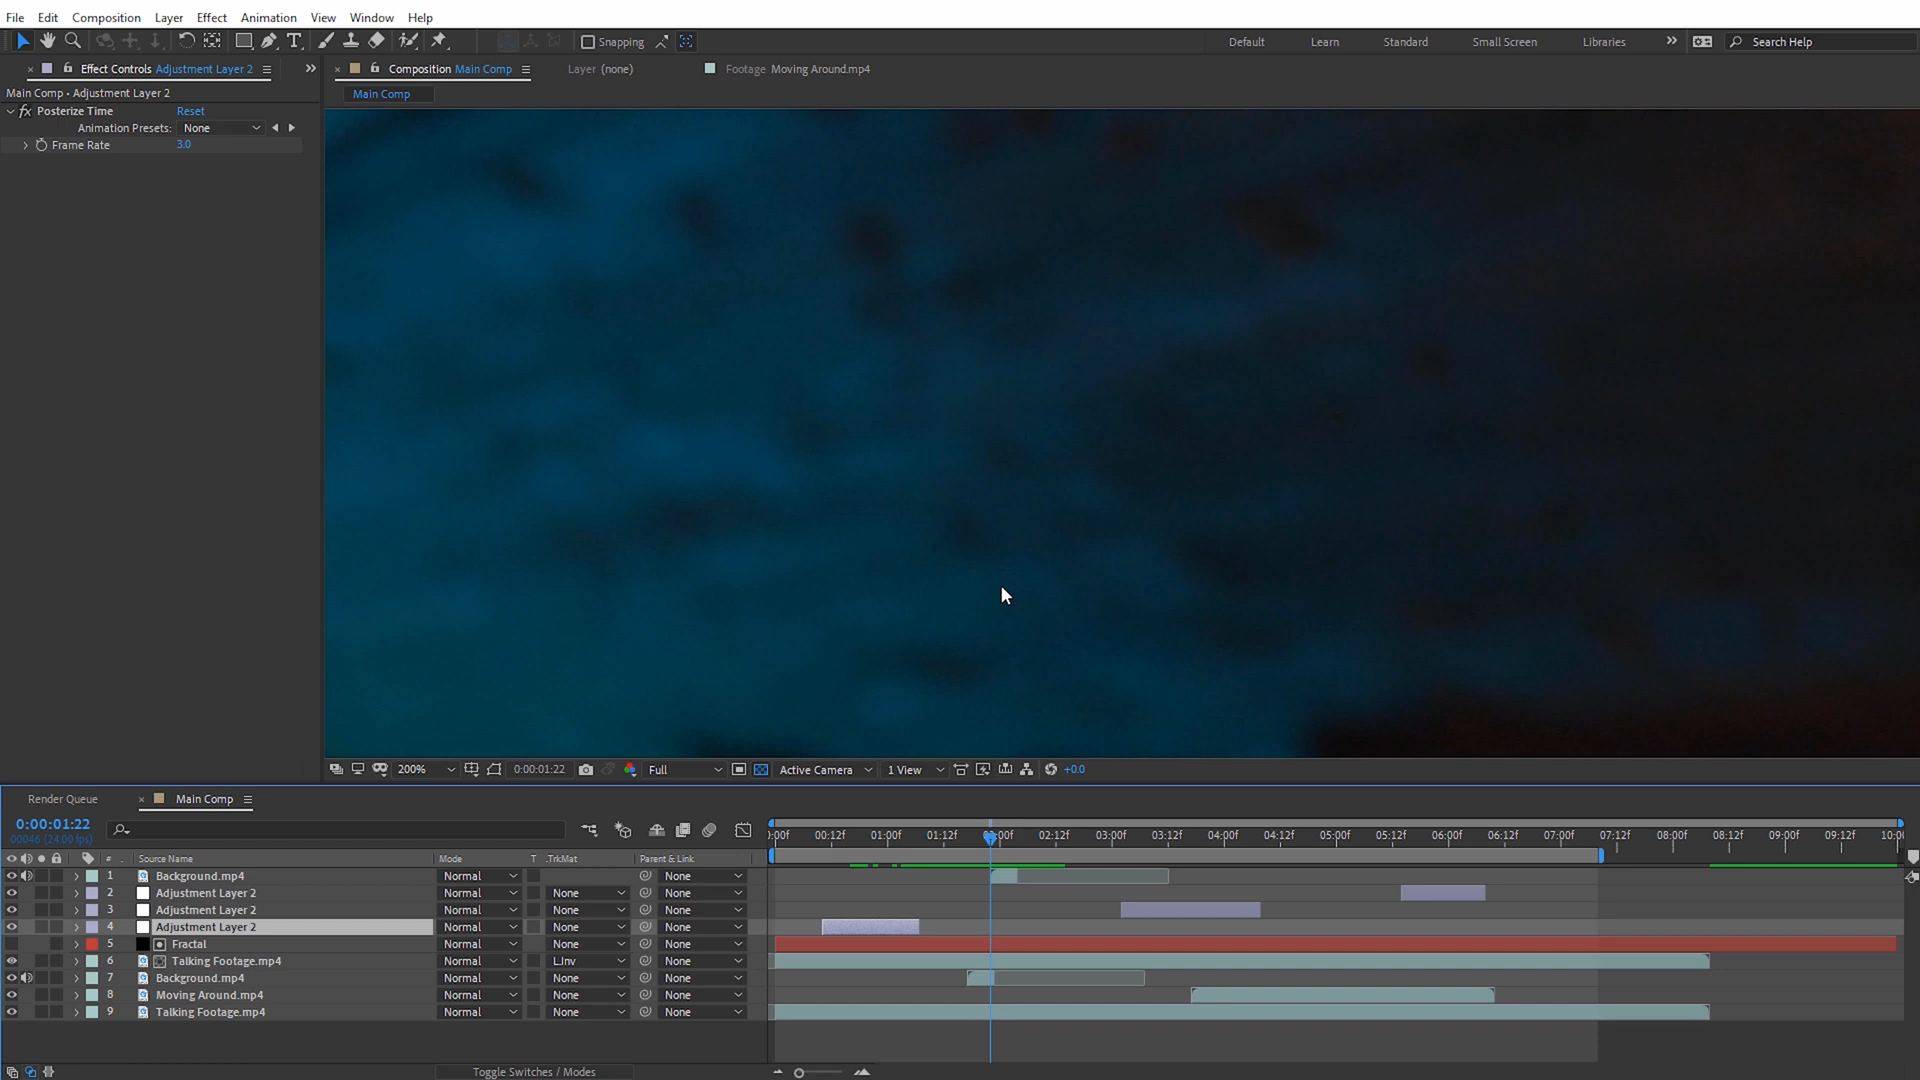 File Edit Composition Layer Effect Animation View Window Help
Snapping Default Learn Standard Small Screen Libraries Search Help
Effect Controls Adjustment Layer 2 Composition Main Comp Layer (none) Footage Moving Around.mp4
Main Comp • Adjustment Layer 2 Main Comp
fx Posterize Time Reset
Animation Presets: None
Frame Rate 3.0
200% 0:00:01:22 Full Active Camera 1 View +0.0
Render Queue Main Comp
0:00:01:22
00046 (24.00 fps)
:00f 00:12f 01:00f 01:12f 02:00f 02:12f 03:00f 03:12f 04:00f 04:12f 05:00f 05:12f 06:00f 06:12f 07:00f 07:12f 08:00f 08:12f 09:00f 09:12f 10:00
# Source Name Mode T .TrkMat Parent & Link
1 Background.mp4 Normal None
2 Adjustment Layer 2 Normal None None
3 Adjustment Layer 2 Normal None None
4 Adjustment Layer 2 Normal None None
5 Fractal Normal None None
6 Talking Footage.mp4 Normal L.Inv None
7 Background.mp4 Normal None None
8 Moving Around.mp4 Normal None None
9 Talking Footage.mp4 Normal None None
Toggle Switches / Modes